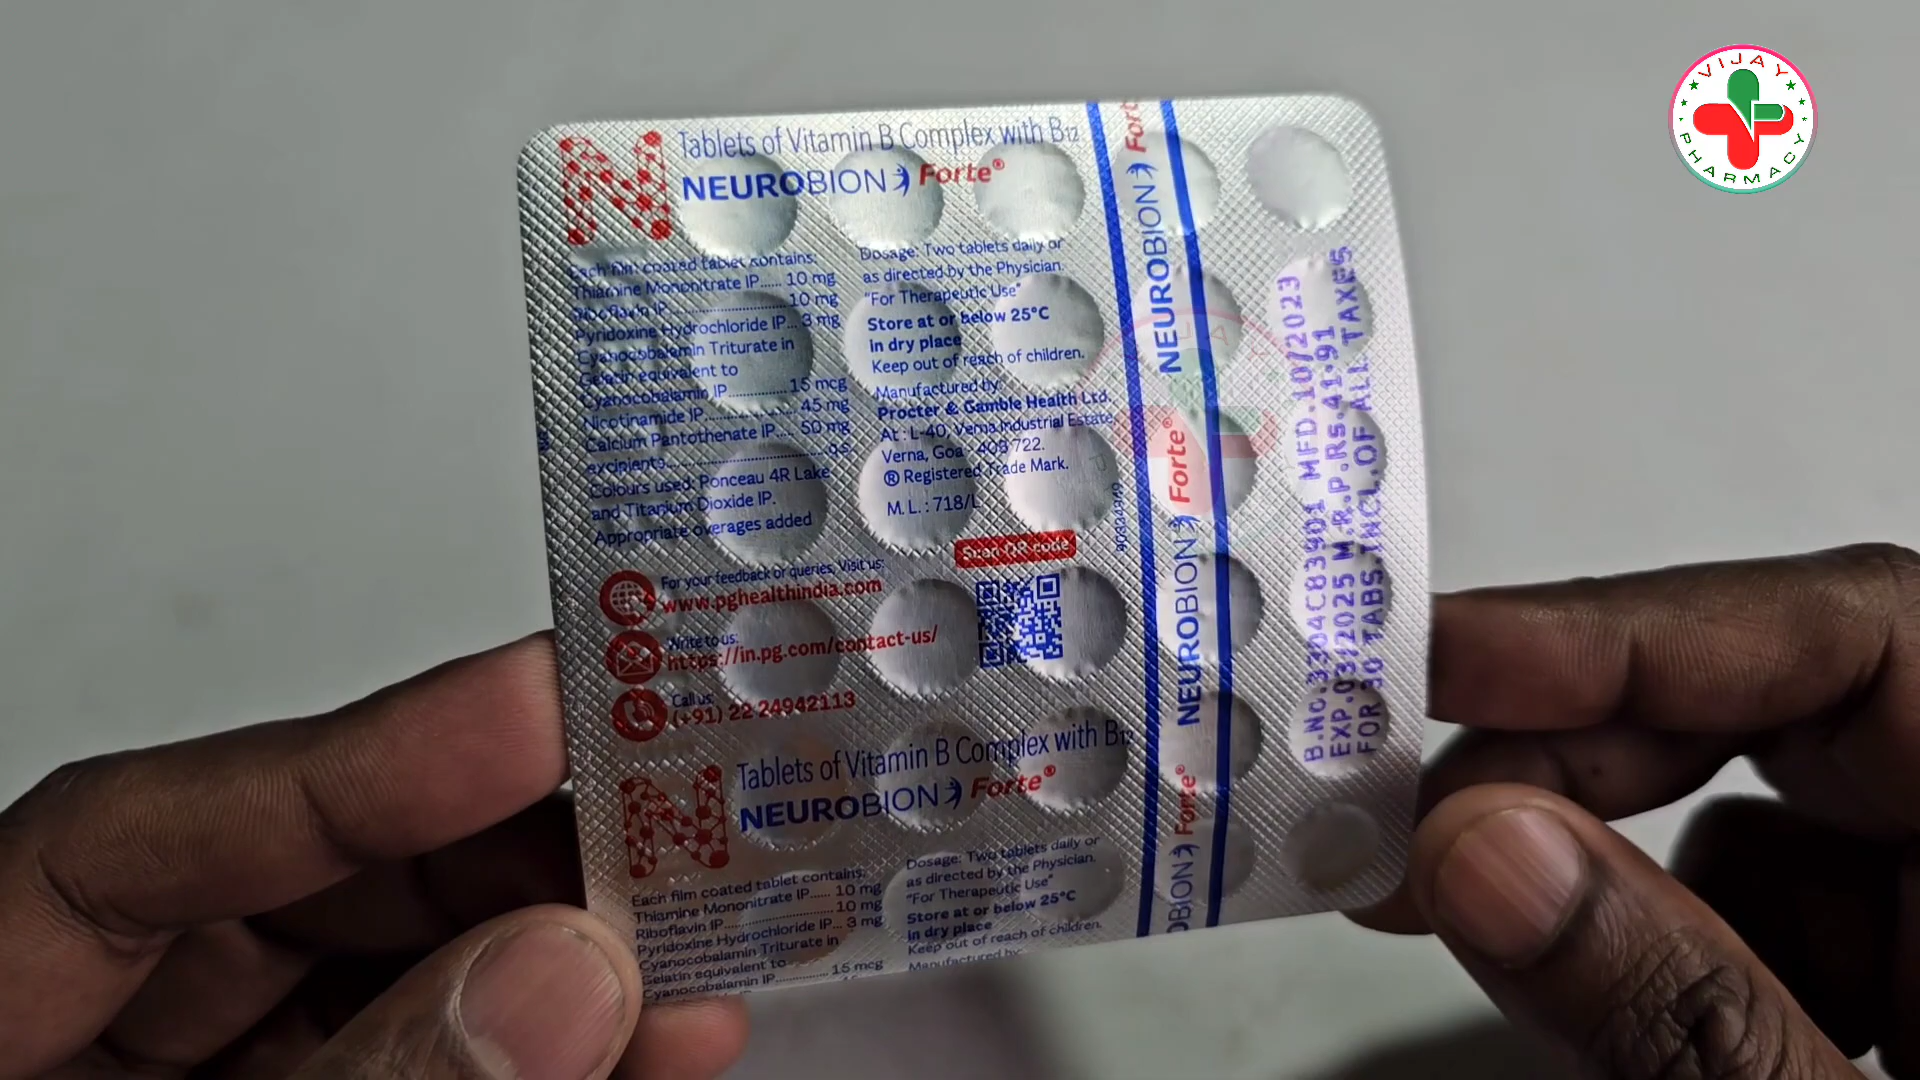 VIJAY
PHARMACY
Tablets of Vitamin B Complex with B12
NEUROBION Forte®
Each film coated tablet contains:
Thiamine Mononitrate IP...... 10 mg
Riboflavin IP.............................. 10 mg
Pyridoxine Hydrochloride IP... 3 mg
Cyanocobalamin Triturate in
Gelatin equivalent to
Cyanocobalamin IP.............. 15 mcg
Nicotinamide IP...................... 45 mg
Calcium Pantothenate IP.... 50 mg
excipients...................................q.s.
Colours used: Ponceau 4R Lake
and Titanium Dioxide IP.
Appropriate overages added
Dosage: Two tablets daily or
as directed by the Physician.
"For Therapeutic Use"
Store at or below 25°C
in dry place
Keep out of reach of children.
Manufactured by:
Procter & Gamble Health Ltd.
At : L-40, Verna Industrial Estate,
Verna, Goa - 403 722.
® Registered Trade Mark.
M. L. : 718/L
Scan QR code
For your feedback or queries, Visit us:
www.pghealthindia.com
Write to us:
https://in.pg.com/contact-us/
Call us:
(+91) 22 24942113
Tablets of Vitamin B Complex with B12
NEUROBION Forte®
Each film coated tablet contains:
Thiamine Mononitrate IP...... 10 mg
Riboflavin IP.............................. 10 mg
Pyridoxine Hydrochloride IP... 3 mg
Cyanocobalamin Triturate in
Gelatin equivalent to
Cyanocobalamin IP.............. 15 mcg
Dosage: Two tablets daily or
as directed by the Physician.
"For Therapeutic Use"
Store at or below 25°C
in dry place
Keep out of reach of children.
Manufactured by:
Forte
NEUROBION
Forte®
NEUROBION
Forte®
OBION
B.No.3304C83901 MFD.10/2023
EXP.03/2025 M.R.P.RS.41.91
FOR 30 TABS.INCL.OF ALL TAXES